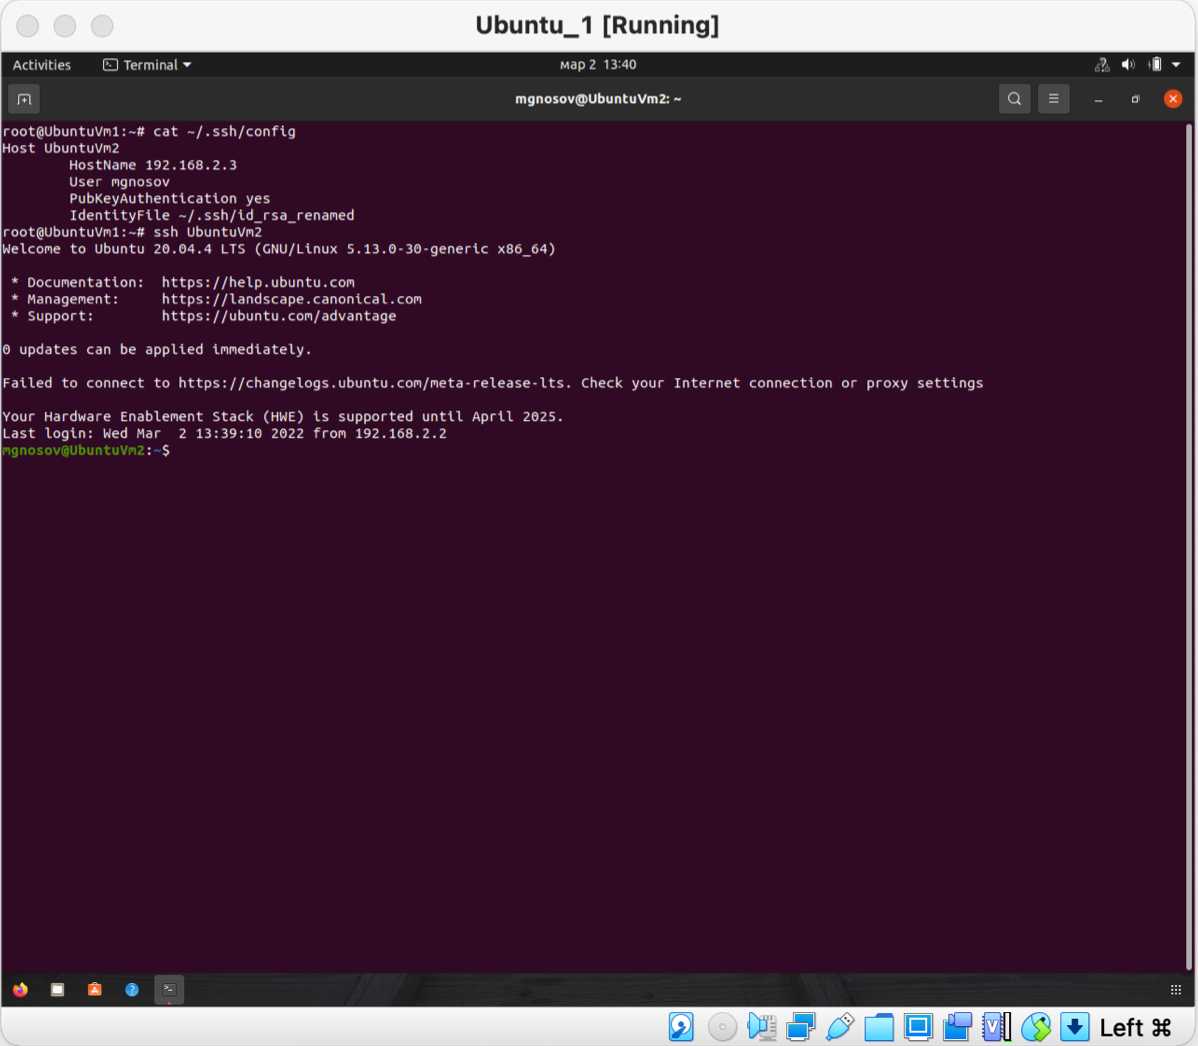 Ubuntu_1 [Running]
Activities Terminal мар 2 13:40
mgnosov@UbuntuVm2: ~
root@UbuntuVm1:~# cat ~/.ssh/config
Host UbuntuVm2
        HostName 192.168.2.3
        User mgnosov
        PubKeyAuthentication yes
        IdentityFile ~/.ssh/id_rsa_renamed
root@UbuntuVm1:~# ssh UbuntuVm2
Welcome to Ubuntu 20.04.4 LTS (GNU/Linux 5.13.0-30-generic x86_64)
 * Documentation:  https://help.ubuntu.com
 * Management:     https://landscape.canonical.com
 * Support:        https://ubuntu.com/advantage
0 updates can be applied immediately.
Failed to connect to https://changelogs.ubuntu.com/meta-release-lts. Check your Internet connection or proxy settings
Your Hardware Enablement Stack (HWE) is supported until April 2025.
Last login: Wed Mar  2 13:39:10 2022 from 192.168.2.2
mgnosov@UbuntuVm2:~$
Left ⌘